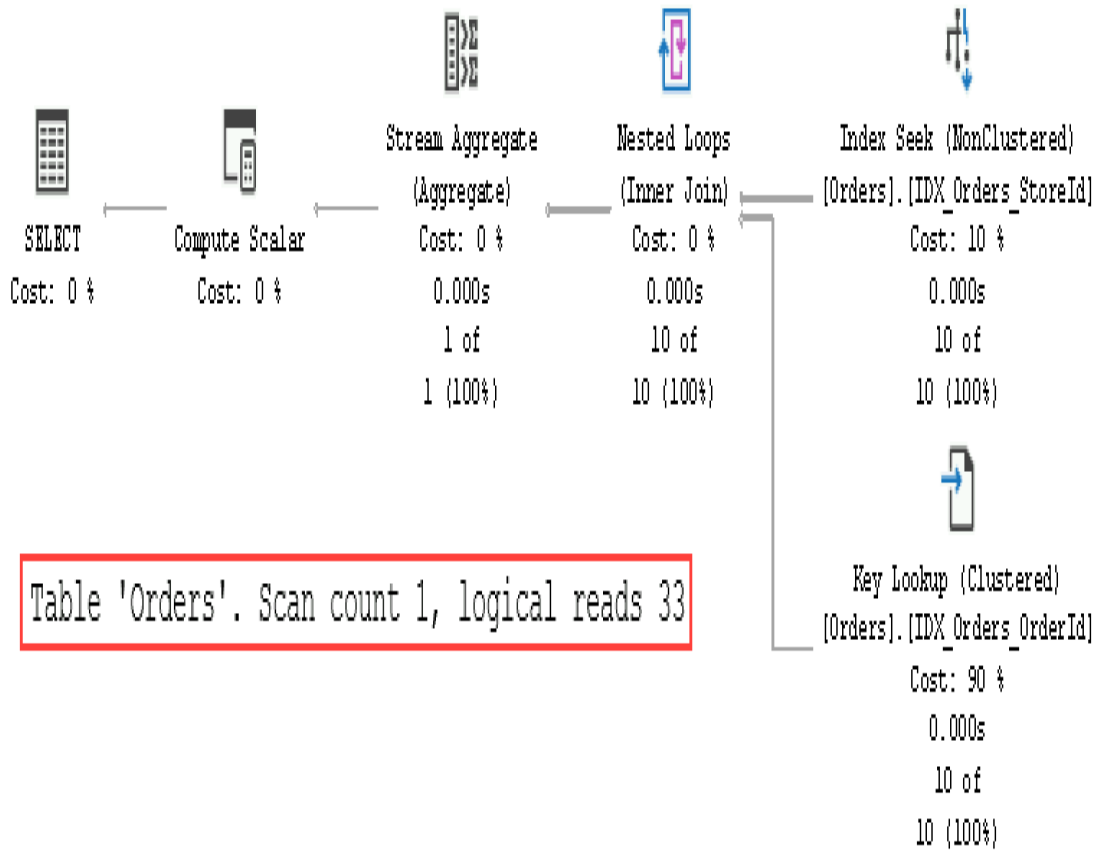 SELECT
Cost: 0 %
Compute Scalar
Cost: 0 %
Stream Aggregate
(Aggregate)
Cost: 0 %
0.000s
1 of
1 (100%)
Nested Loops
(Inner Join)
Cost: 0 %
0.000s
10 of
10 (100%)
Index Seek (NonClustered)
[Orders].[IDX_Orders_StoreId]
Cost: 10 %
0.000s
10 of
10 (100%)
Key Lookup (Clustered)
[Orders].[IDX_Orders_OrderId]
Cost: 90 %
0.000s
10 of
10 (100%)
Table 'Orders'. Scan count 1, logical reads 33